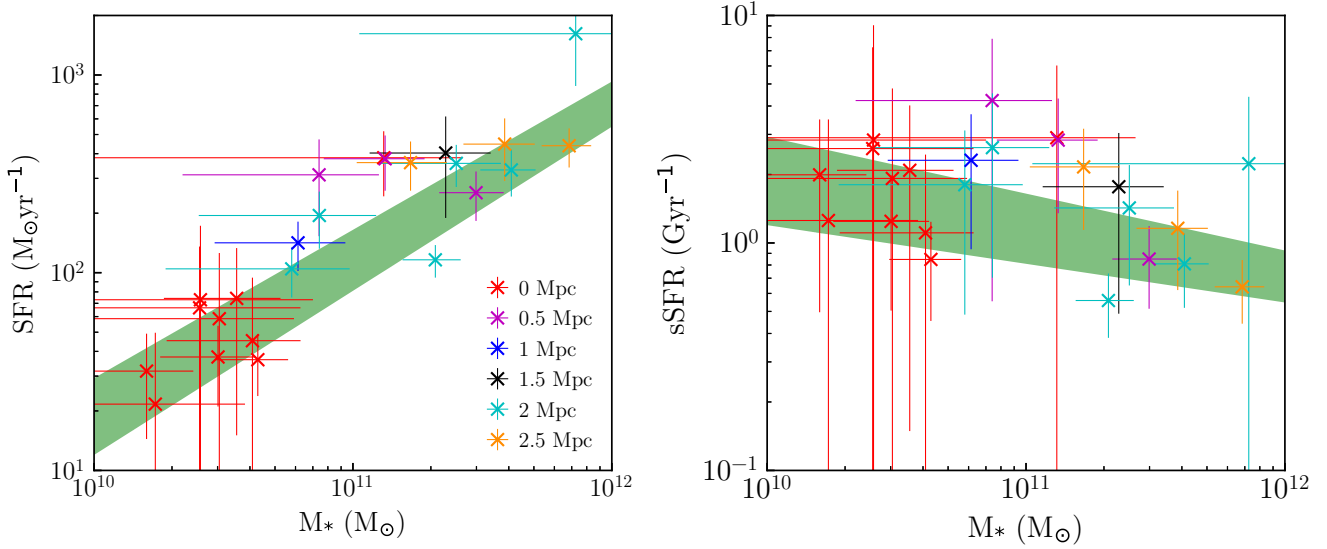 10³
10²
10¹
SFR (M⊙yr⁻¹)
0 Mpc
0.5 Mpc
1 Mpc
1.5 Mpc
2 Mpc
2.5 Mpc
10¹⁰
10¹¹
10¹²
M* (M⊙)
10¹
10⁰
10⁻¹
sSFR (Gyr⁻¹)
10¹⁰
10¹¹
10¹²
M* (M⊙)